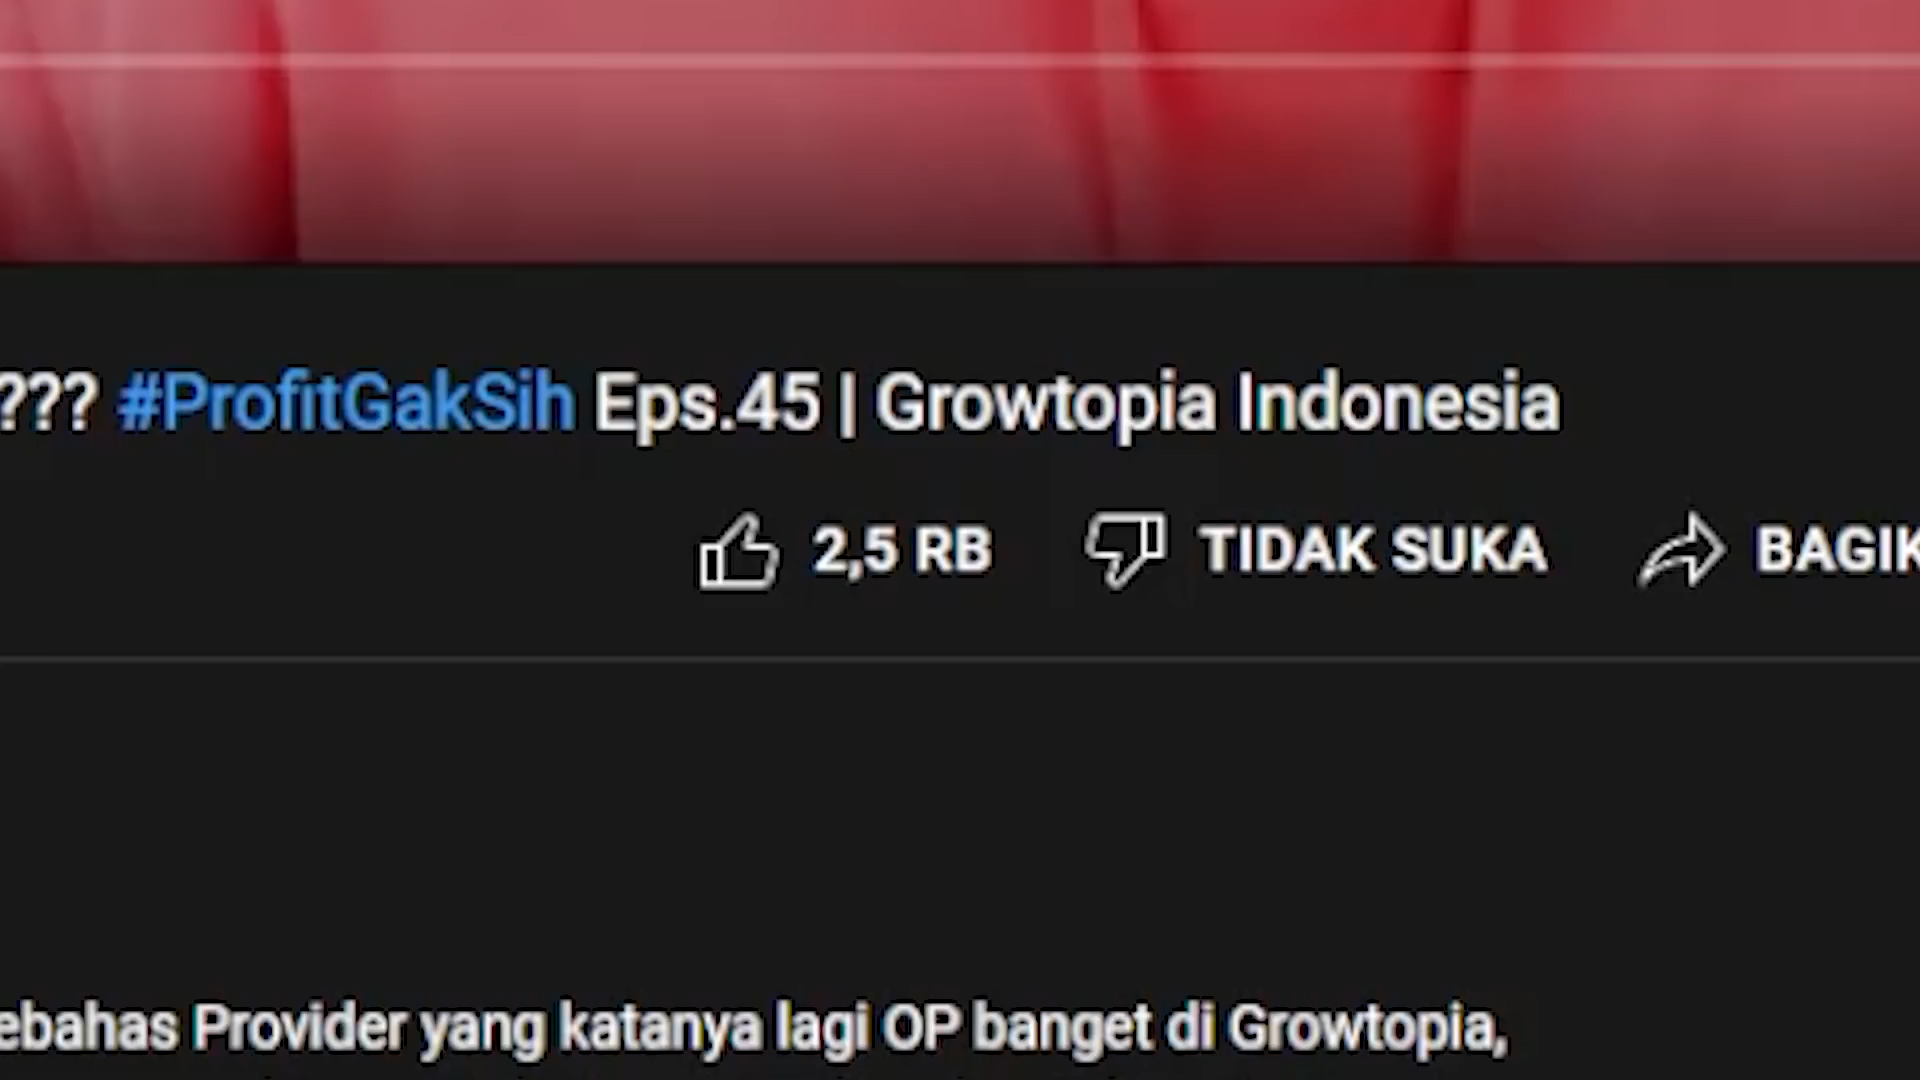 ??? #ProfitGakSih Eps.45 | Growtopia Indonesia
2,5 RB TIDAK SUKA BAGIK
ebahas Provider yang katanya lagi OP banget di Growtopia,